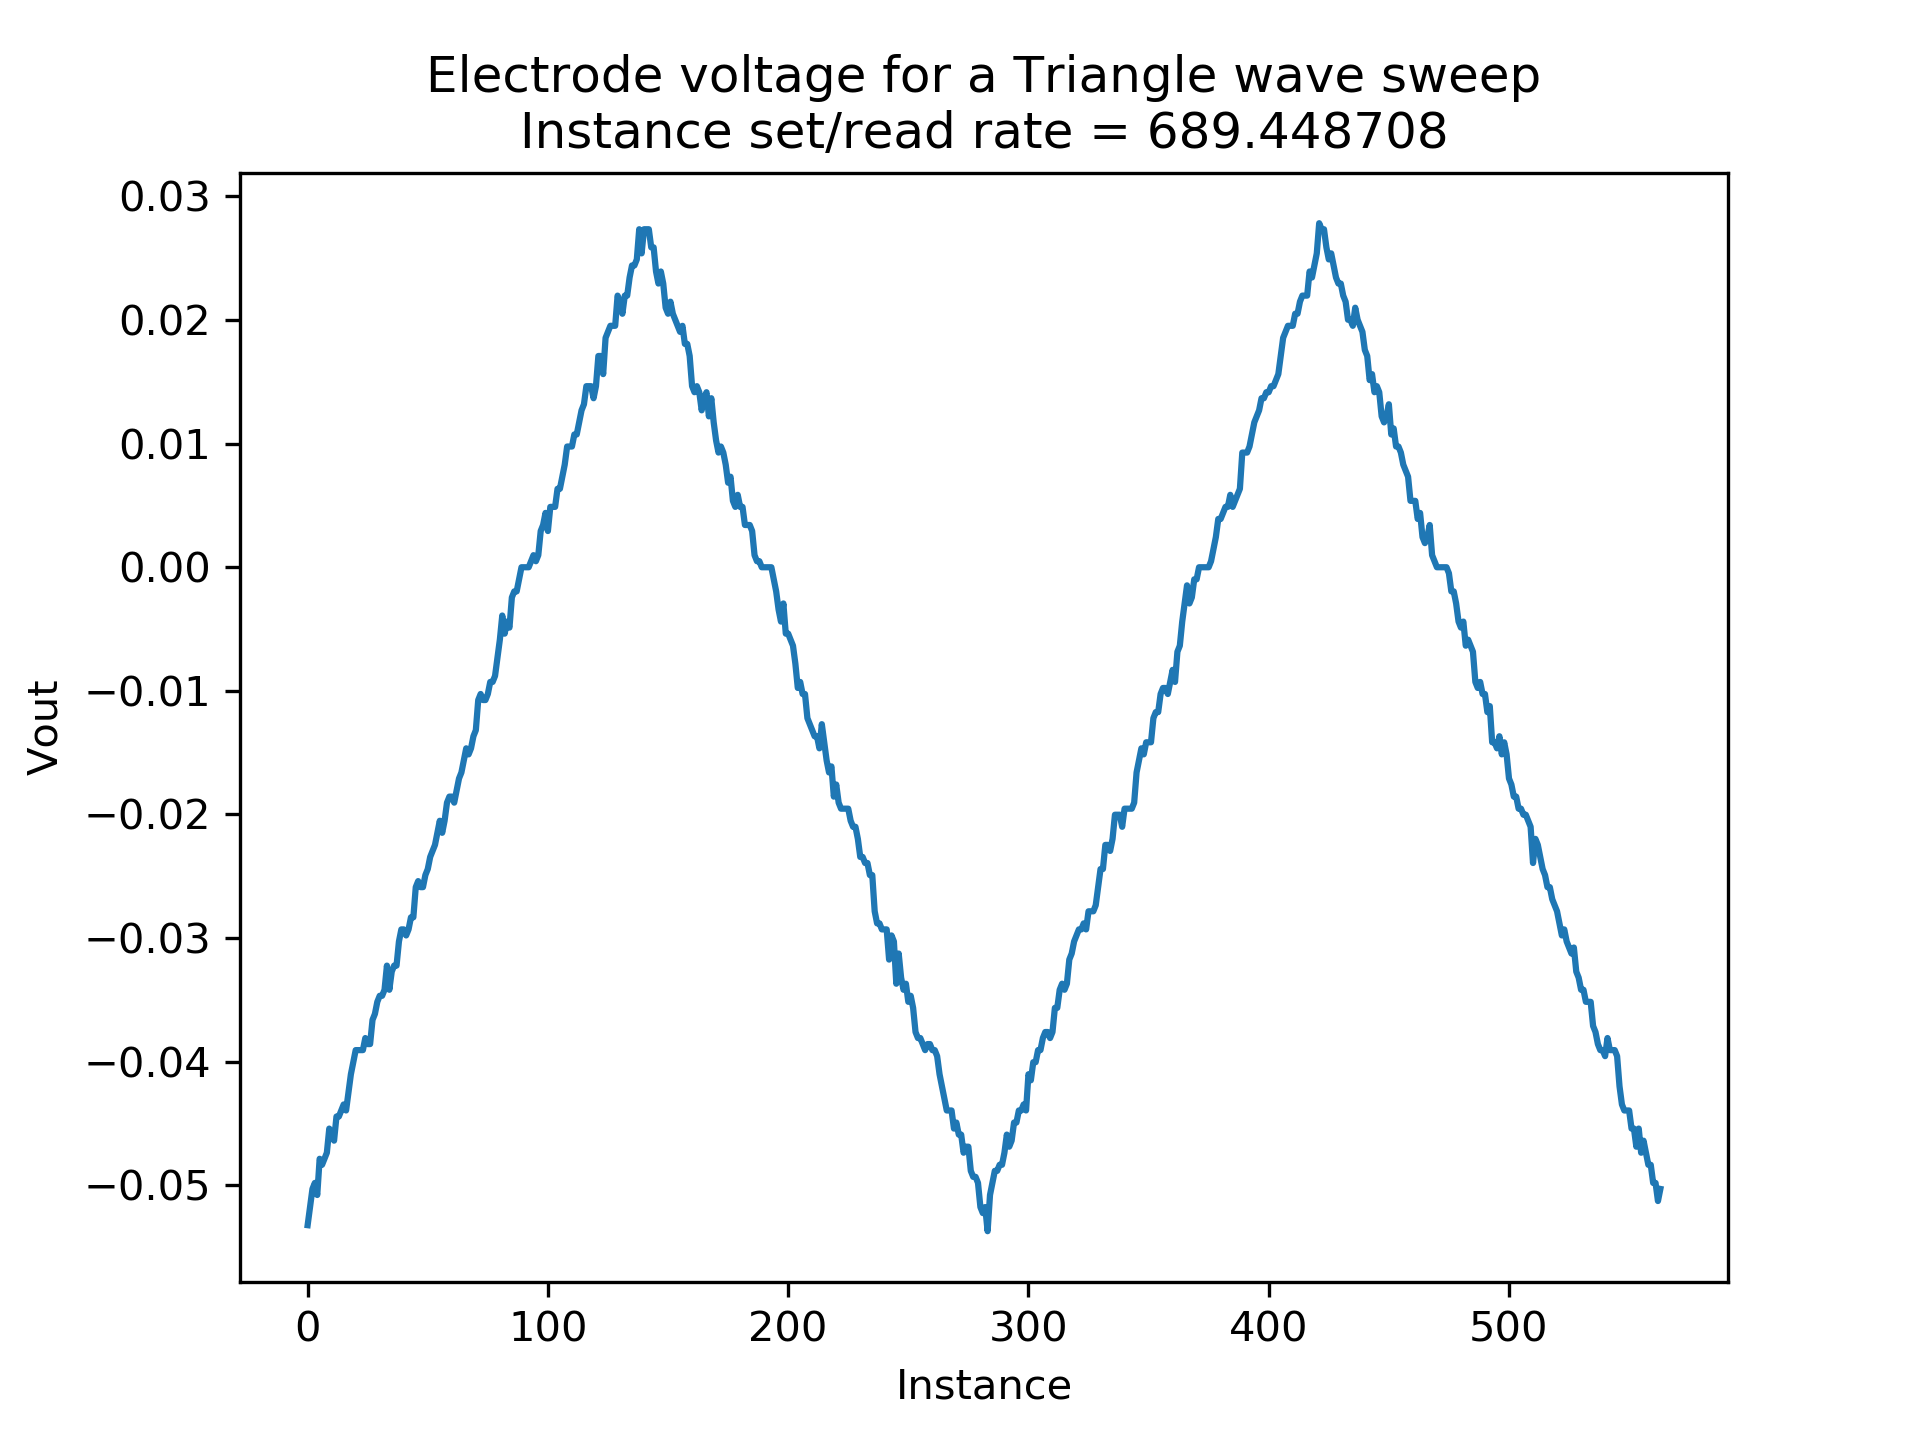 Electrode voltage for a Triangle wave sweep
Instance set/read rate = 689.448708
0.03
0.02
0.01
0.00
−0.01
−0.02
−0.03
−0.04
−0.05
Vout
0 100 200 300 400 500
Instance